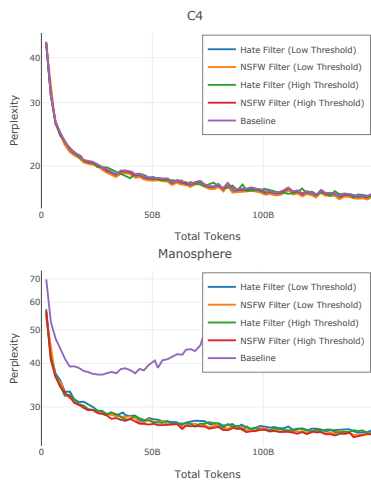 C4
40
30
20
Perplexity
Hate Filter (Low Threshold)
NSFW Filter (Low Threshold)
Hate Filter (High Threshold)
NSFW Filter (High Threshold)
Baseline
0
50B
100B
Total Tokens
Manosphere
70
60
50
40
30
Perplexity
Hate Filter (Low Threshold)
NSFW Filter (Low Threshold)
Hate Filter (High Threshold)
NSFW Filter (High Threshold)
Baseline
0
50B
100B
Total Tokens